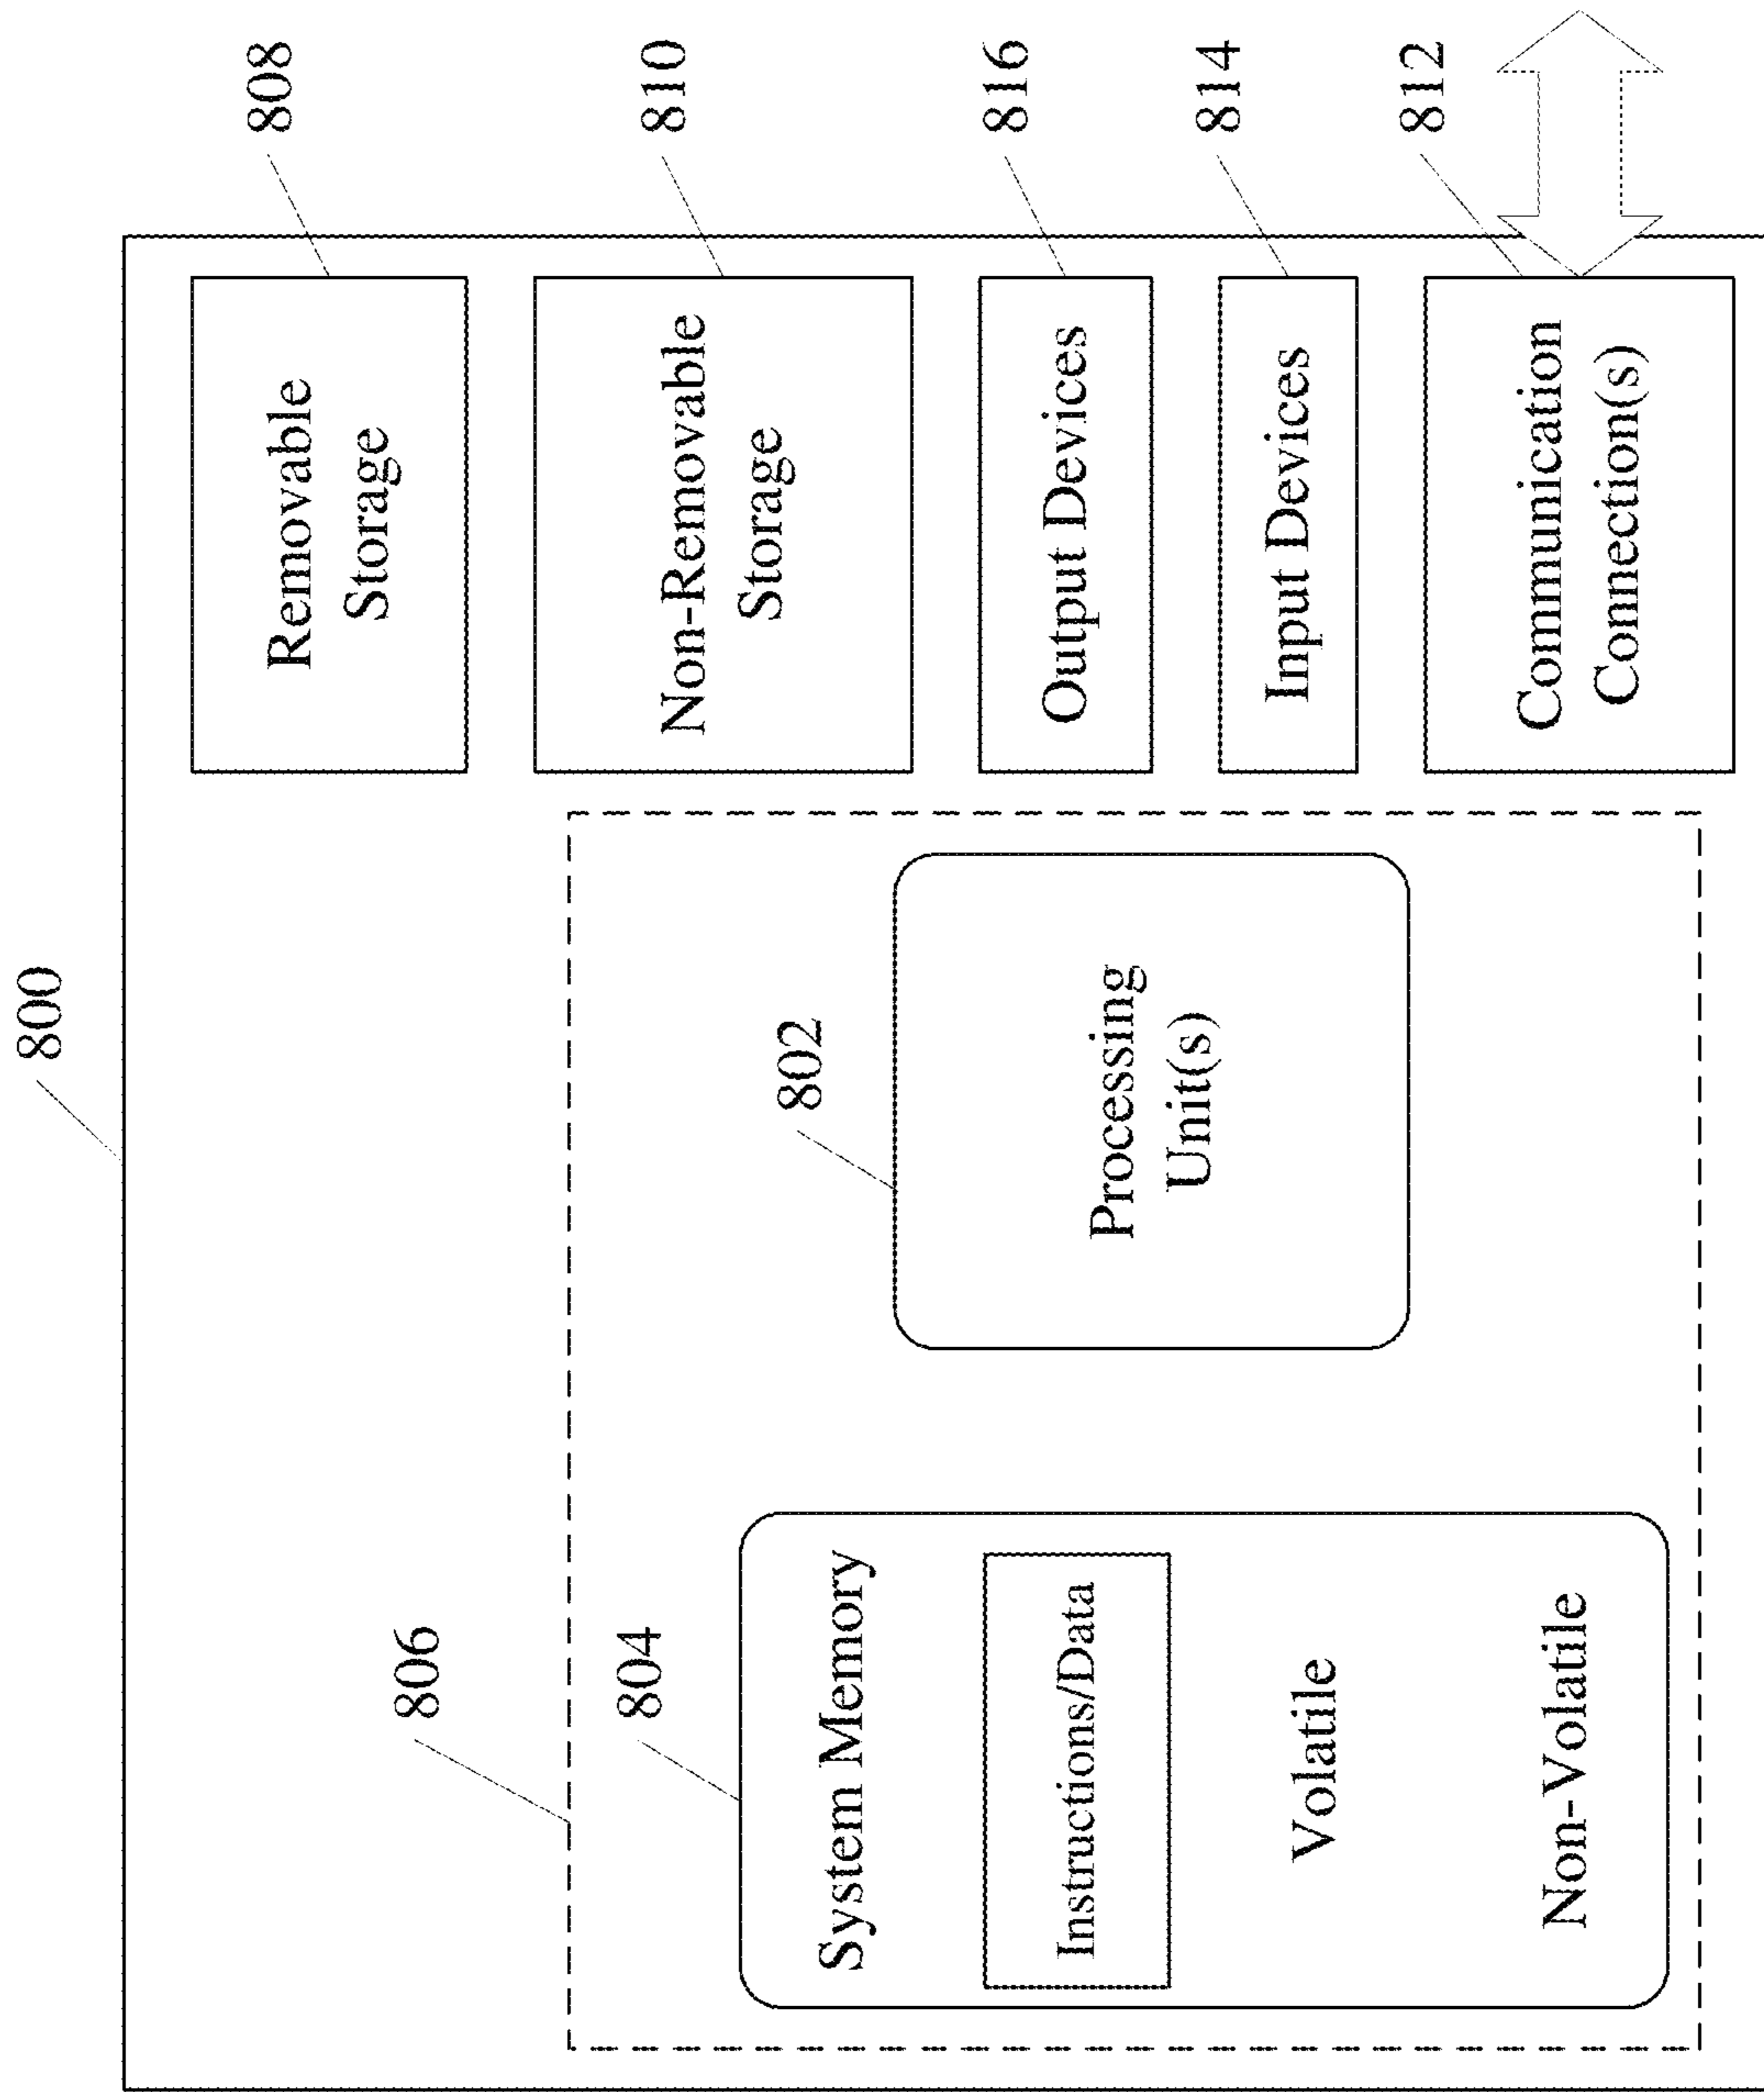 800
806
804
System Memory
Instructions/Data
Volatile
Non-Volatile
802
Processing
Unit(s)
Removable
Storage
808
Non-Removable
Storage
810
Output Devices
816
Input Devices
814
Communication
Connection(s)
812